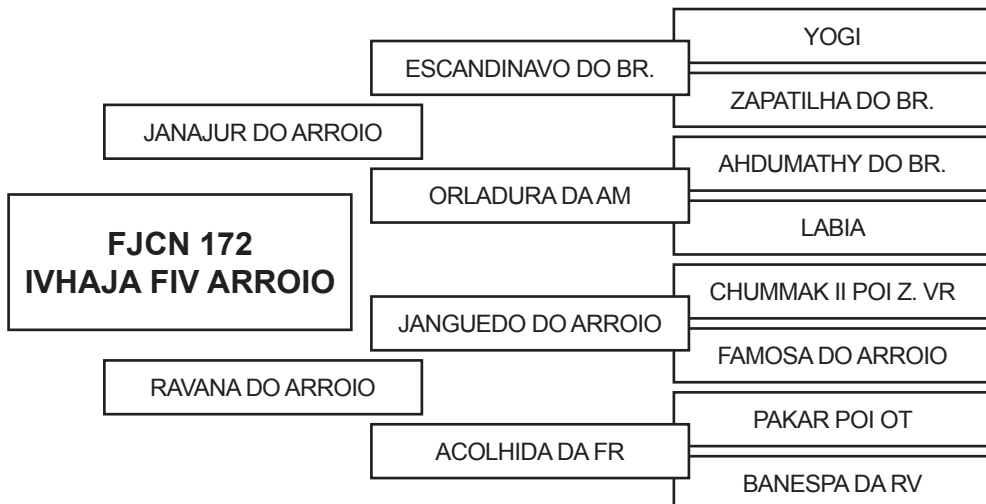 YOGI
ESCANDINAVO DO BR.
ZAPATILHA DO BR.
JANAJUR DO ARROIO
AHDUMATHY DO BR.
ORLADURA DA AM
LABIA
FJCN 172
IVHAJA FIV ARROIO
CHUMMAK II POI Z. VR
JANGUEDO DO ARROIO
FAMOSA DO ARROIO
RAVANA DO ARROIO
PAKAR POI OT
ACOLHIDA DA FR
BANESPA DA RV